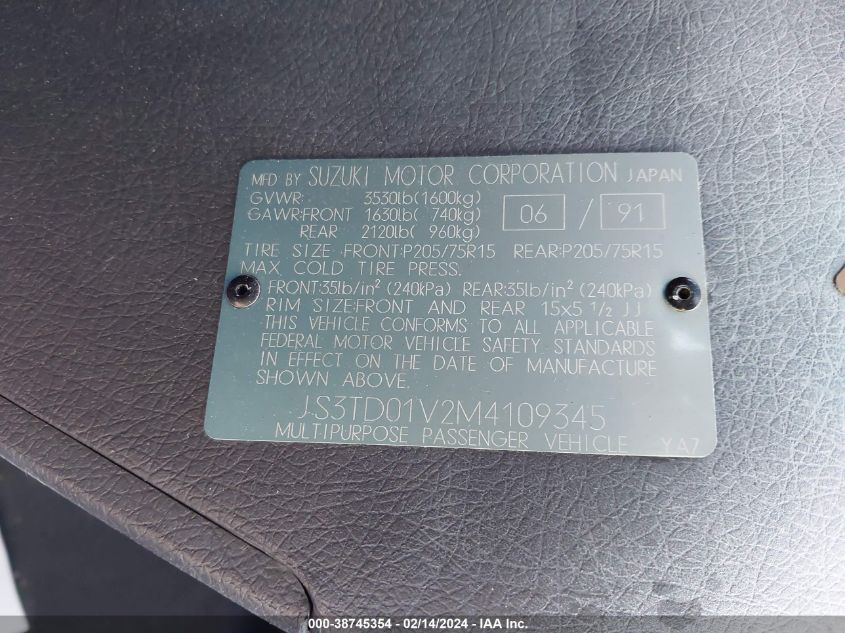 MFD BY SUZUKI MOTOR CORPORATION JAPAN
GVWR: 3530lb(1600kg)
GAWR:FRONT 1630lb( 740kg) 06 / 91
REAR 2120lb( 960kg)
TIRE SIZE FRONT:P205/75R15 REAR:P205/75R15
MAX COLD TIRE PRESS.
FRONT:35lb/in² (240kPa) REAR:35lb/in² (240kPa)
RIM SIZE:FRONT AND REAR 15x5 1/2 JJ
THIS VEHICLE CONFORMS TO ALL APPLICABLE
FEDERAL MOTOR VEHICLE SAFETY STANDARDS
IN EFFECT ON THE DATE OF MANUFACTURE
SHOWN ABOVE.
JS3TD01V2M4109345
MULTIPURPOSE PASSENGER VEHICLE YA7
000-38745354 - 02/14/2024 - IAA Inc.